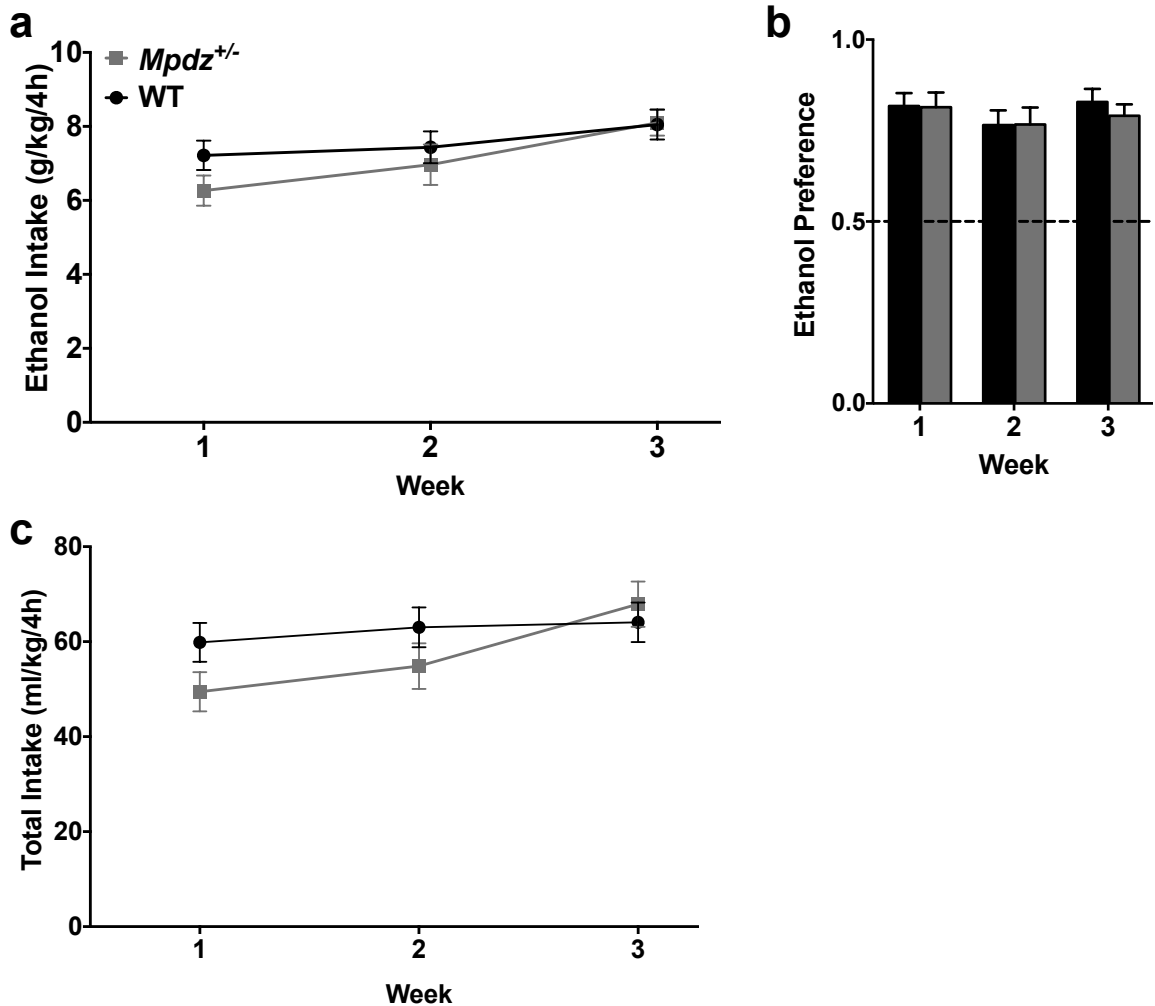 a
Mpdz+/-
WT
Ethanol Intake (g/kg/4h)
10
8
6
4
2
0
1 2 3
Week
b
Ethanol Preference
1.0
0.5
0.0
1 2 3
Week
c
Total Intake (ml/kg/4h)
80
60
40
20
0
1 2 3
Week